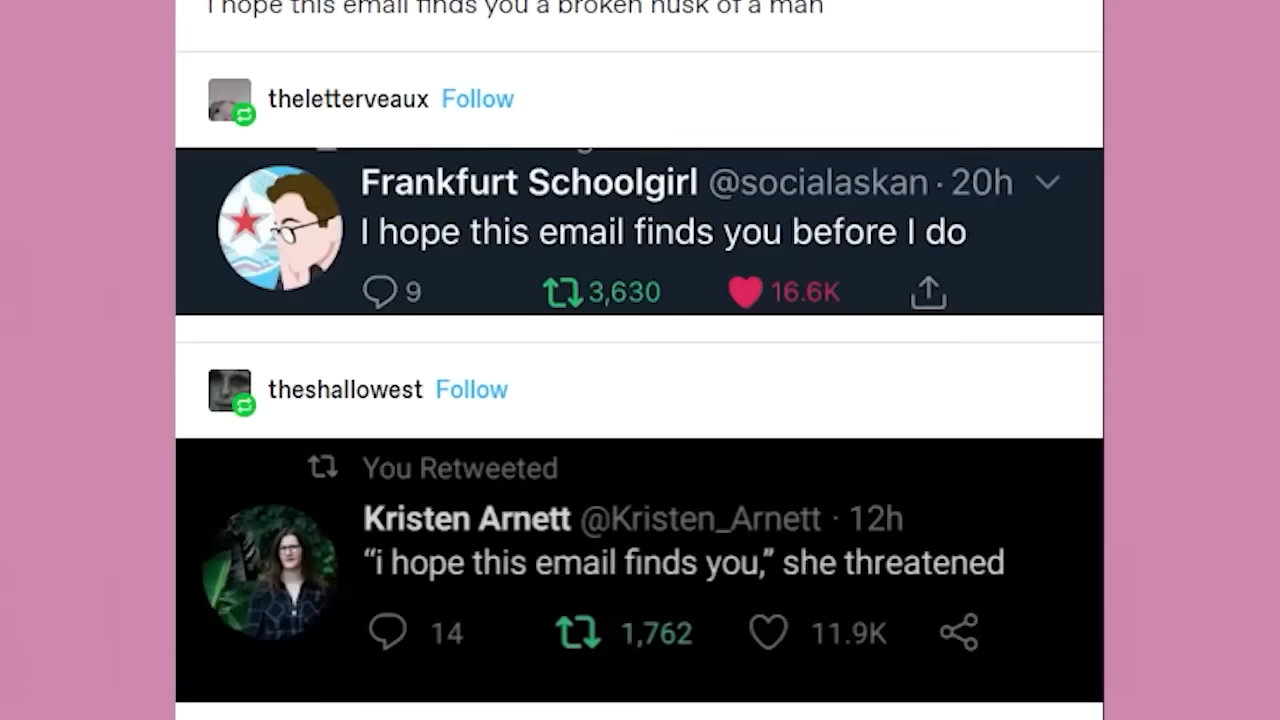 I hope this email finds you a broken husk of a man
theletterveaux Follow
Frankfurt Schoolgirl @socialaskan · 20h
I hope this email finds you before I do
9 3,630 16.6K
theshallowest Follow
You Retweeted
Kristen Arnett @Kristen_Arnett · 12h
“i hope this email finds you,” she threatened
14 1,762 11.9K